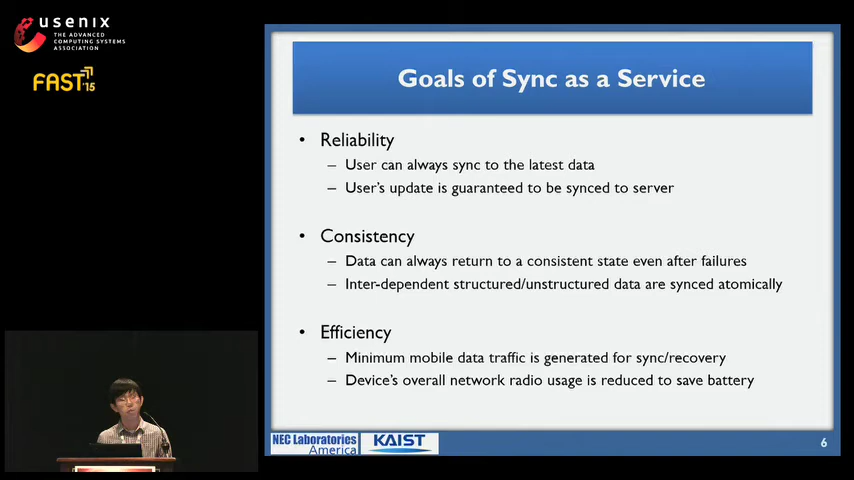 usenix
THE ADVANCED
COMPUTING SYSTEMS
ASSOCIATION
FAST'15
Goals of Sync as a Service
• Reliability
– User can always sync to the latest data
– User's update is guaranteed to be synced to server
• Consistency
– Data can always return to a consistent state even after failures
– Inter-dependent structured/unstructured data are synced atomically
• Efficiency
– Minimum mobile data traffic is generated for sync/recovery
– Device's overall network radio usage is reduced to save battery
NEC Laboratories
America
KAIST
6